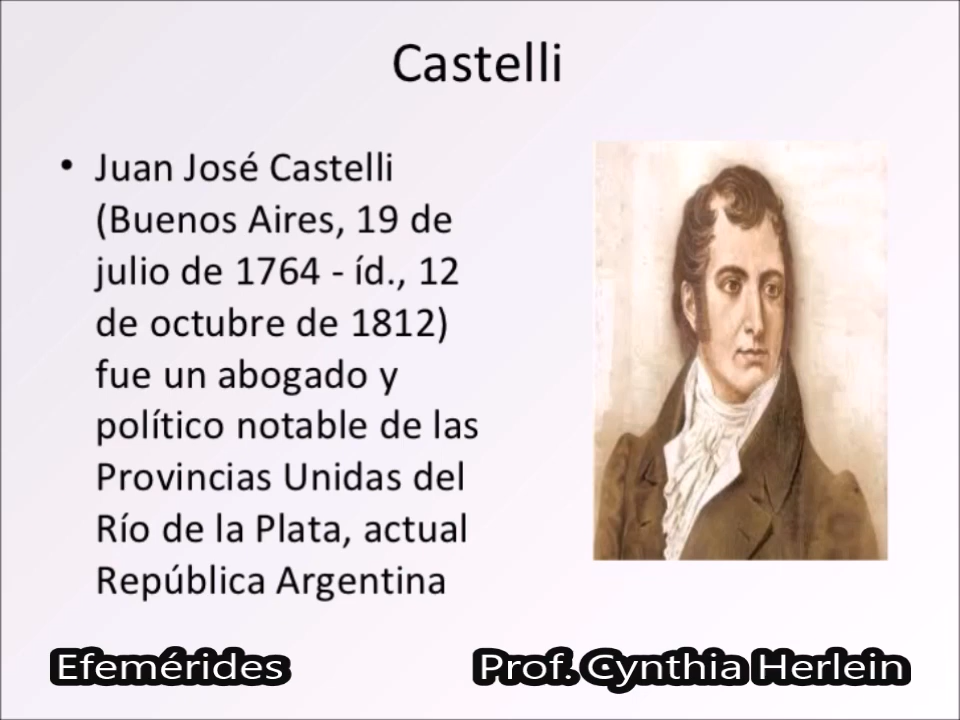 Castelli
• Juan José Castelli
(Buenos Aires, 19 de
julio de 1764 - íd., 12
de octubre de 1812)
fue un abogado y
político notable de las
Provincias Unidas del
Río de la Plata, actual
República Argentina
Efemérides
Prof. Cynthia Herlein